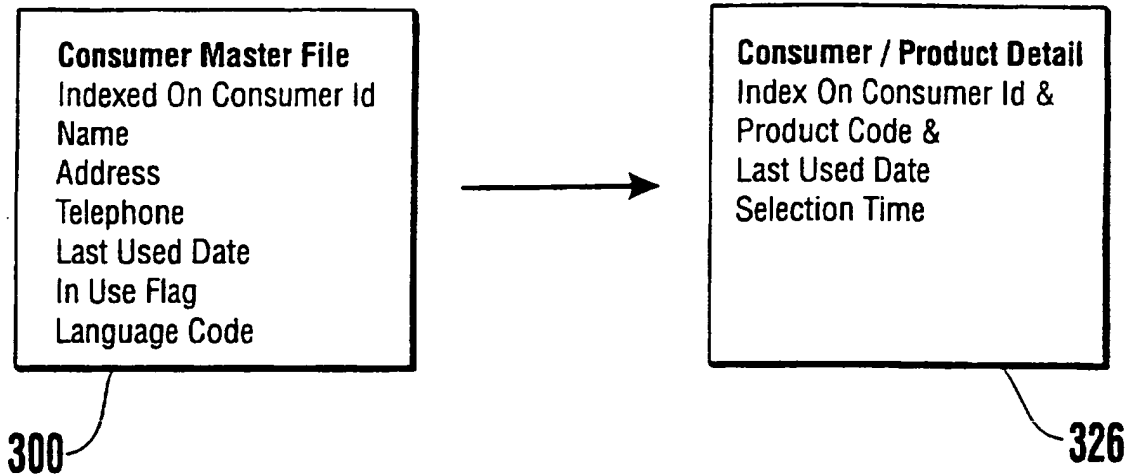 Consumer Master File
Indexed On Consumer Id
Name
Address
Telephone
Last Used Date
In Use Flag
Language Code
300
Consumer / Product Detail
Index On Consumer Id &
Product Code &
Last Used Date
Selection Time
326